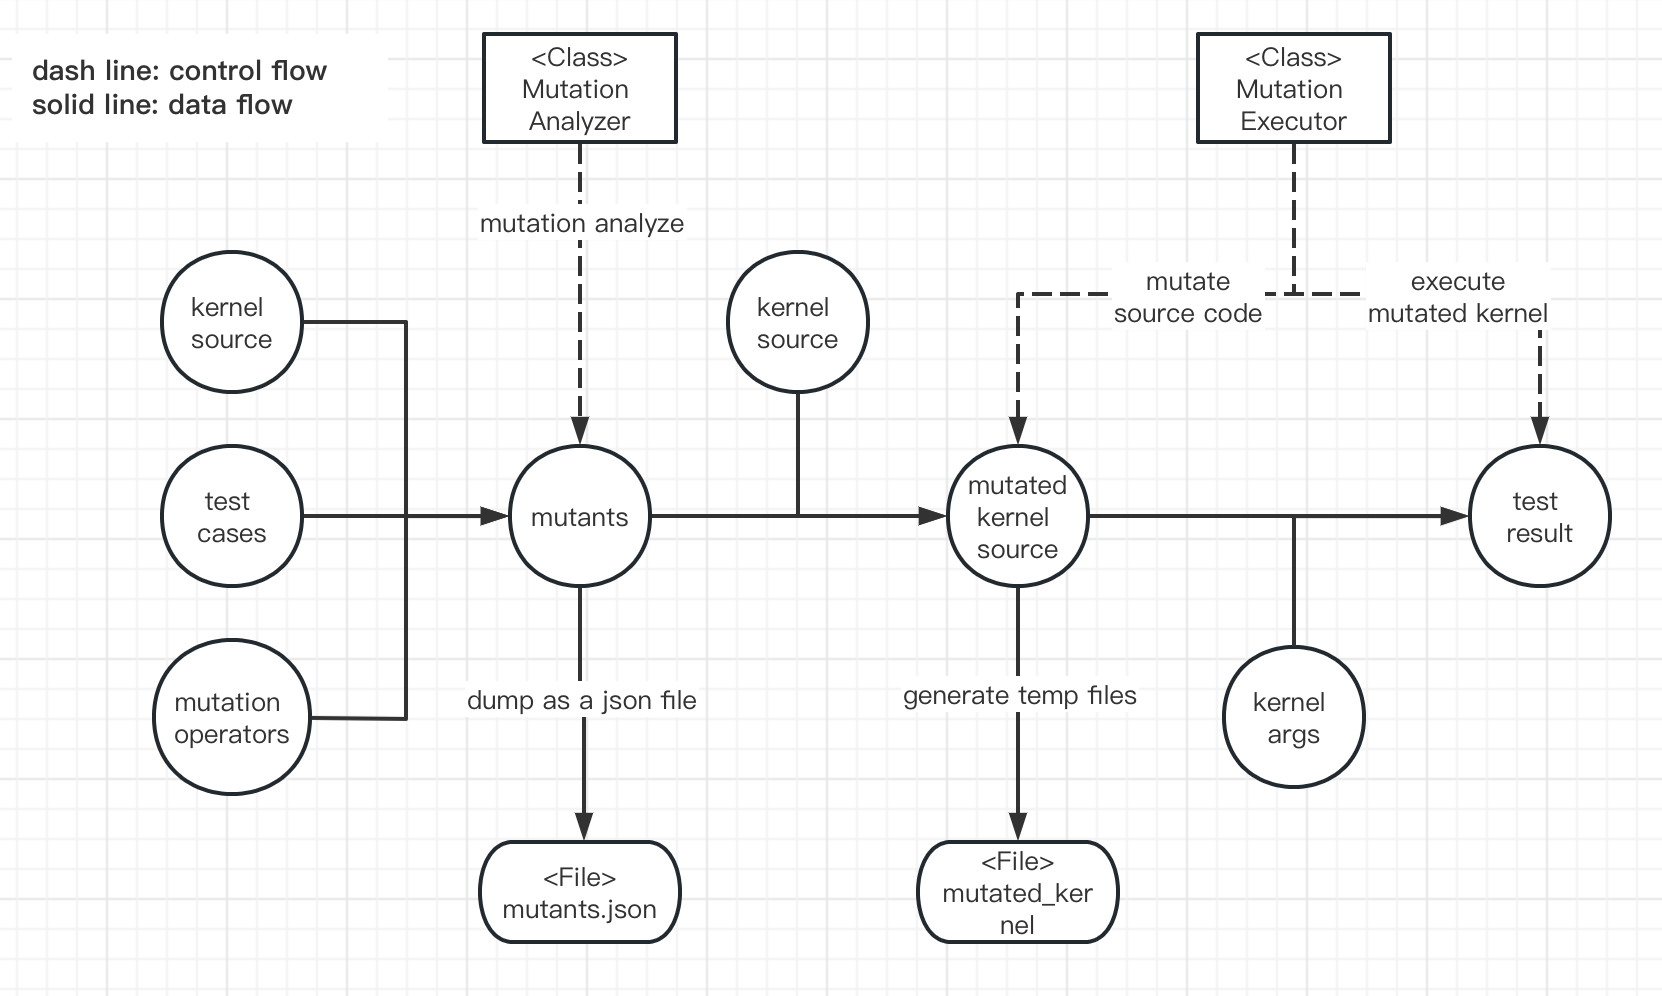 dash line: control flow
solid line: data flow
<Class>
Mutation
Analyzer
<Class>
Mutation
Executor
mutation analyze
mutate
source code
execute
mutated kernel
kernel
source
kernel
source
test
cases
mutants
mutated
kernel
source
test
result
mutation
operators
dump as a json file
generate temp files
kernel
args
<File>
mutants.json
<File>
mutated_ker
nel